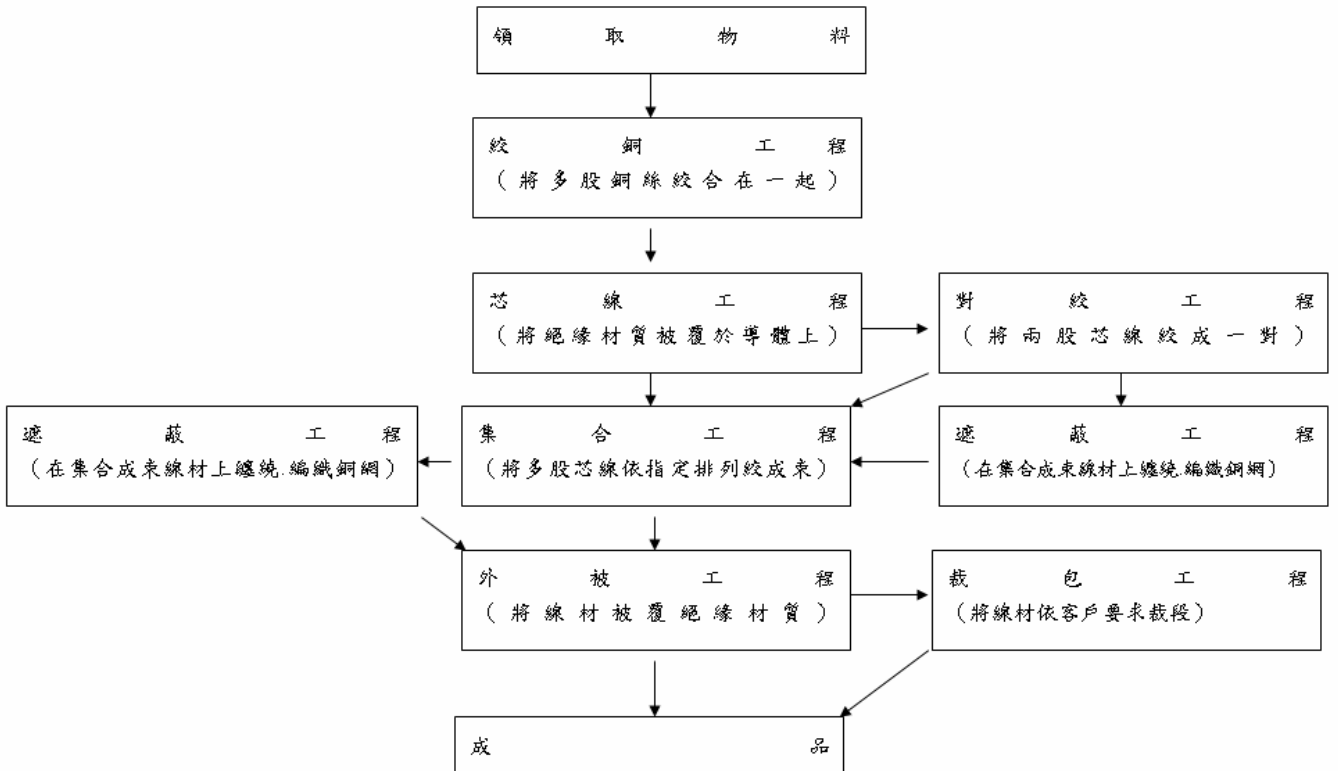 領取物料
絞銅工程
(將多股銅絲絞合在一起)
芯線工程
(將絕緣材質被覆於導體上)
對絞工程
(將兩股芯線絞成一對)
遮蔽工程
(在集合成束線材上纏繞.編織銅網)
集合工程
(將多股芯線依指定排列絞成束)
遮蔽工程
(在集合成束線材上纏繞.編織銅網)
外被工程
(將線材被覆絕緣材質)
裁包工程
(將線材依客戶要求裁段)
成品